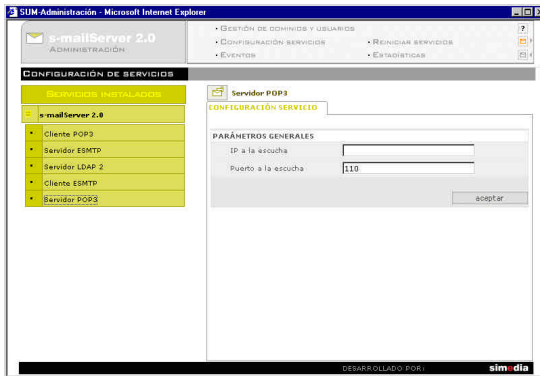 SUM-Administración - Microsoft Internet Explorer
s-mailServer 2.0
ADMINISTRACIÓN
• GESTIÓN DE DOMINIOS Y USUARIOS
• CONFIGURACIÓN SERVICIOS
• REINICIAR SERVICIOS
• EVENTOS
• ESTADÍSTICAS
?
CONFIGURACIÓN DE SERVICIOS
SERVICIOS INSTALADOS
s-mailServer 2.0
Cliente POP3
Servidor ESMTP
Servidor LDAP 2
Cliente ESMTP
Servidor POP3
Servidor POP3
CONFIGURACIÓN SERVICIO
PARÁMETROS GENERALES
IP a la escucha
Puerto a la escucha 110
aceptar
DESARROLLADO POR: simedia